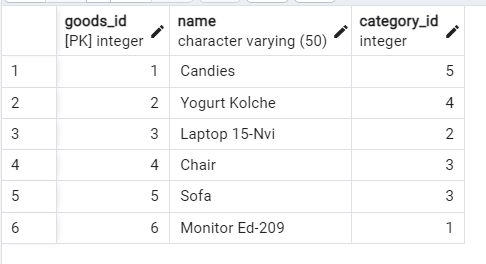 goods_id name category_id
[PK] integer character varying (50) integer
1 1 Candies 5
2 2 Yogurt Kolche 4
3 3 Laptop 15-Nvi 2
4 4 Chair 3
5 5 Sofa 3
6 6 Monitor Ed-209 1